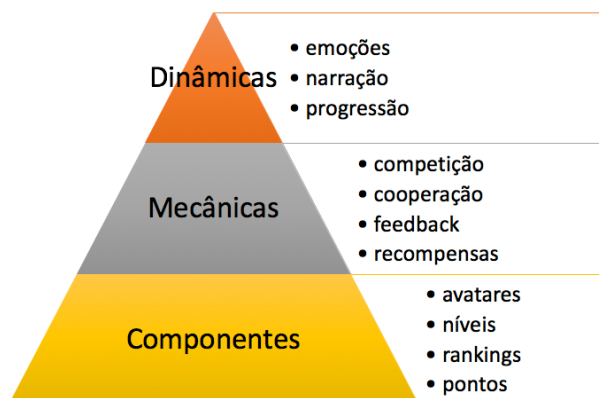 Dinâmicas
• emoções
• narração
• progressão
Mecânicas
• competição
• cooperação
• feedback
• recompensas
Componentes
• avatares
• níveis
• rankings
• pontos